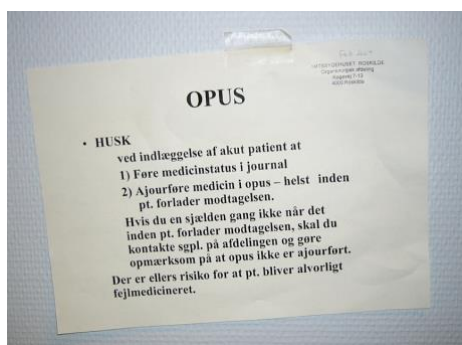 OPUS
• HUSK
ved indlæggelse af akut patient at
1) Føre medicinstatus i journal
2) Ajourføre medicin i opus – helst inden
pt. forlader modtagelsen.
Hvis du en sjælden gang ikke når det
inden pt. forlader modtagelsen, skal du
kontakte sgpl. på afdelingen og gøre
opmærksom på at opus ikke er ajourført.
Der er ellers risiko for at pt. bliver alvorligt
fejlmedicineret.